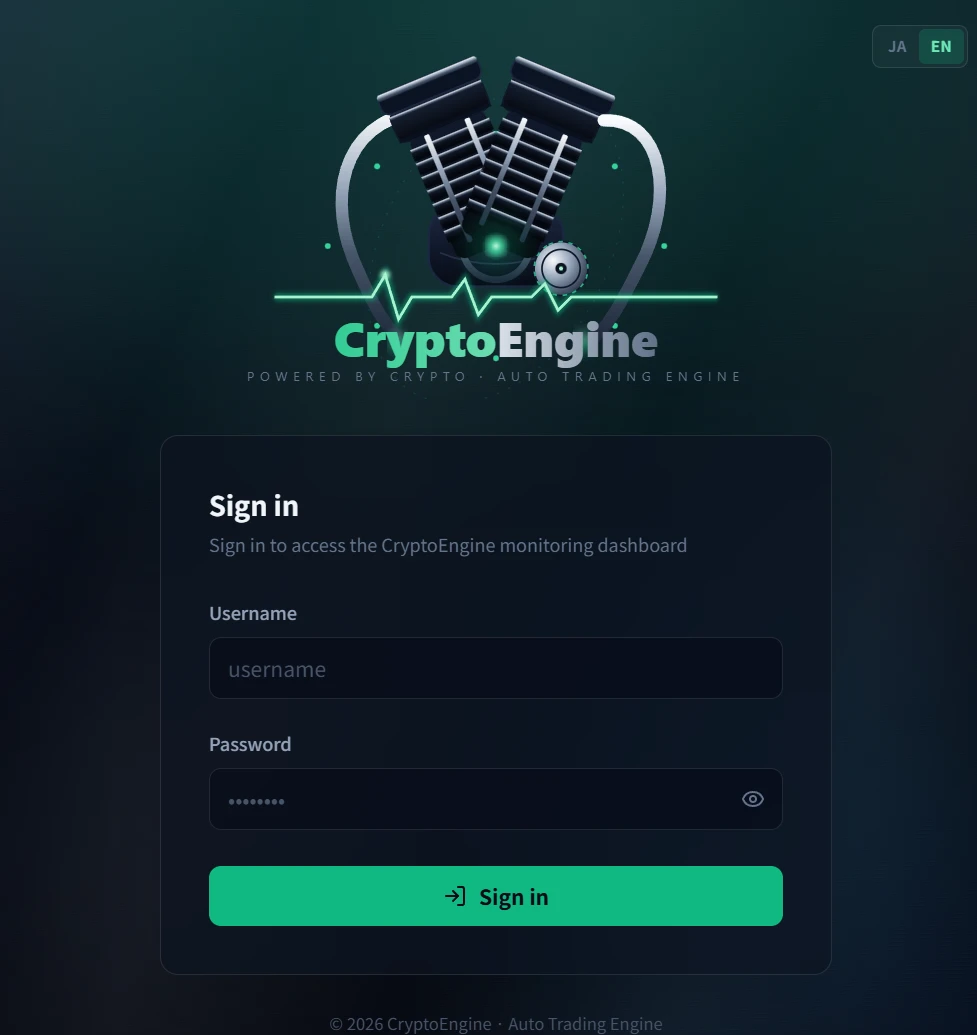 JA EN
CryptoEngine
POWERED BY CRYPTO · AUTO TRADING ENGINE
Sign in
Sign in to access the CryptoEngine monitoring dashboard
Username
username
Password
••••••••
Sign in
© 2026 CryptoEngine · Auto Trading Engine